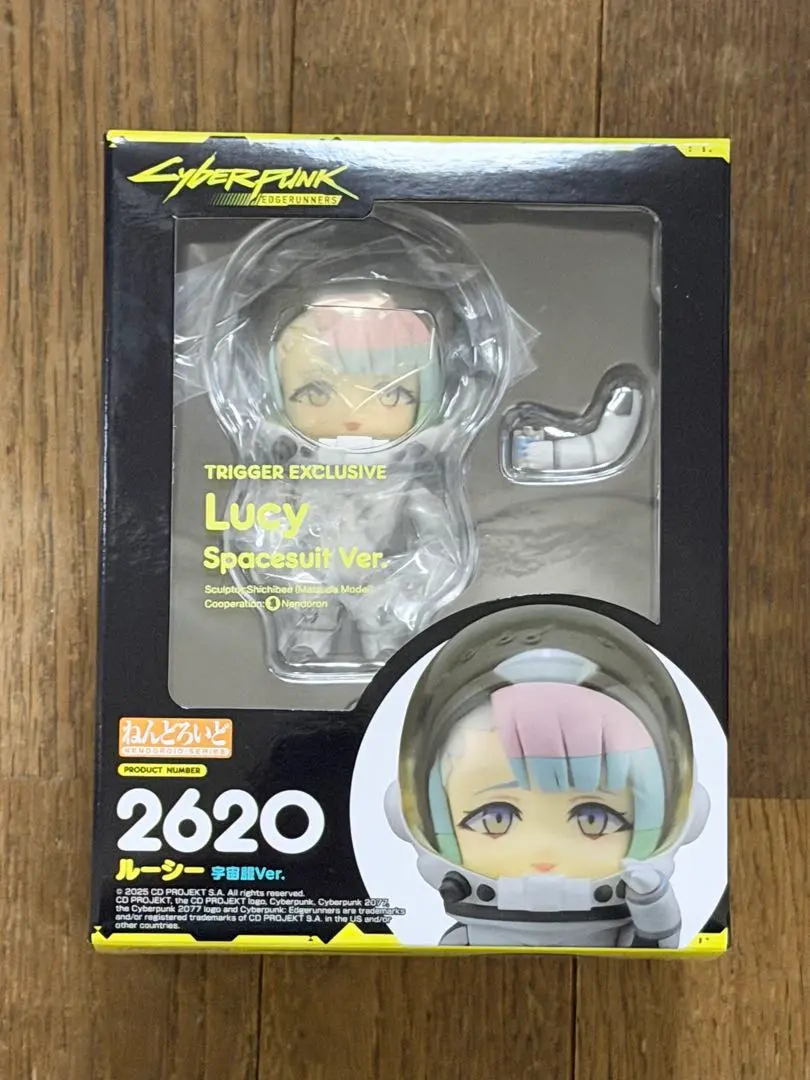 Cyberpunk
EDGERUNNERS
TRIGGER EXCLUSIVE
Lucy
Spacesuit Ver.
Sculptor:Shichibee (Matsuda Model)
Cooperation: Nendoron
ねんどろいど
NENDOROID SERIES
PRODUCT NUMBER
2620
ルーシー 宇宙服Ver.
© 2025 CD PROJEKT S.A. All rights reserved.
CD PROJEKT, the CD PROJEKT logo, Cyberpunk, Cyberpunk 2077,
the Cyberpunk 2077 logo and Cyberpunk: Edgerunners are trademarks
and/or registered trademarks of CD PROJEKT S.A. in the US and/or
other countries.